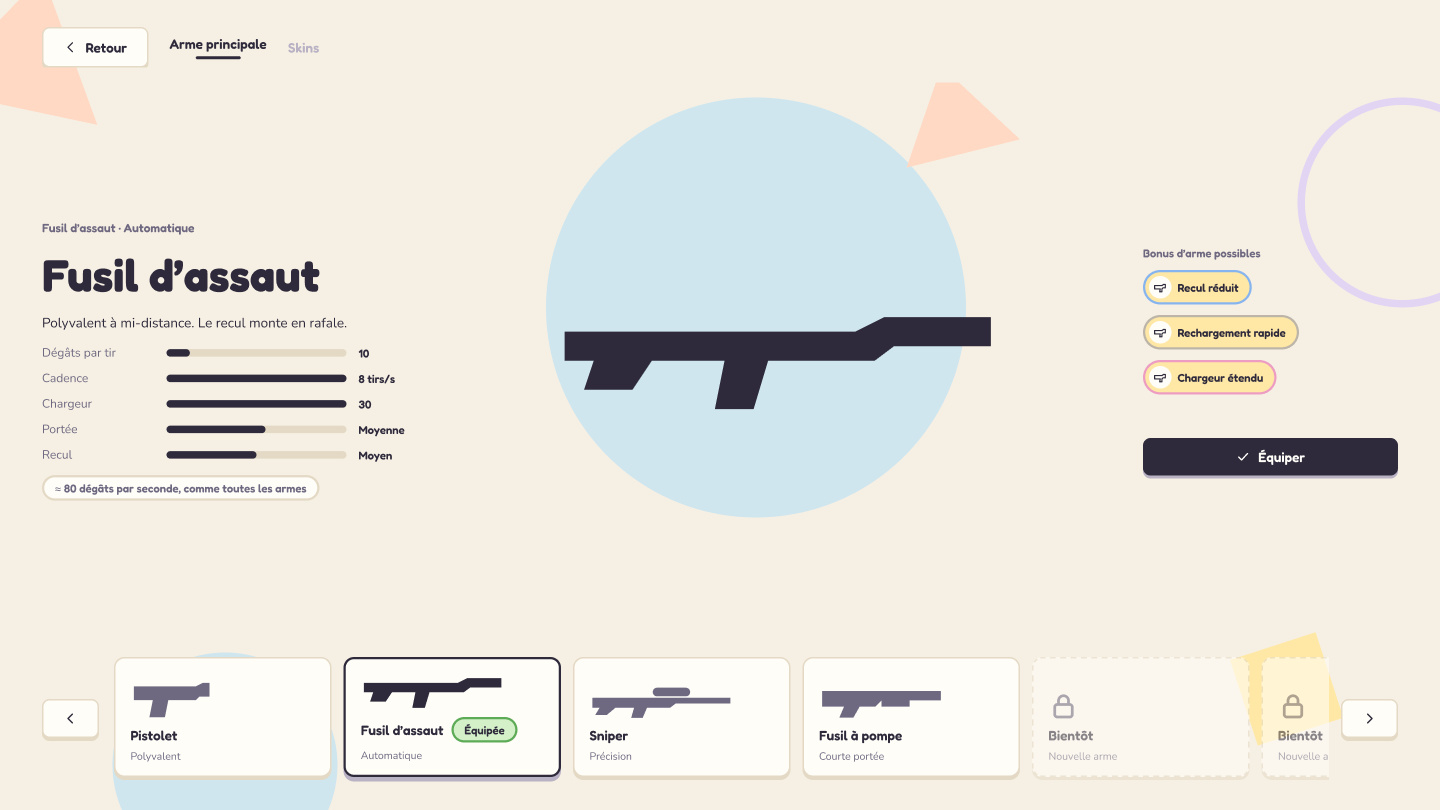 Retour
Arme principale
Skins
Fusil d'assaut · Automatique
Fusil d'assaut
Polyvalent à mi-distance. Le recul monte en rafale.
Dégâts par tir 10
Cadence 8 tirs/s
Chargeur 30
Portée Moyenne
Recul Moyen
≈ 80 dégâts par seconde, comme toutes les armes
Bonus d'arme possibles
Recul réduit
Rechargement rapide
Chargeur étendu
Équiper
Pistolet
Polyvalent
Fusil d'assaut Équipée
Automatique
Sniper
Précision
Fusil à pompe
Courte portée
Bientôt
Nouvelle arme
Bientôt
Nouvelle a